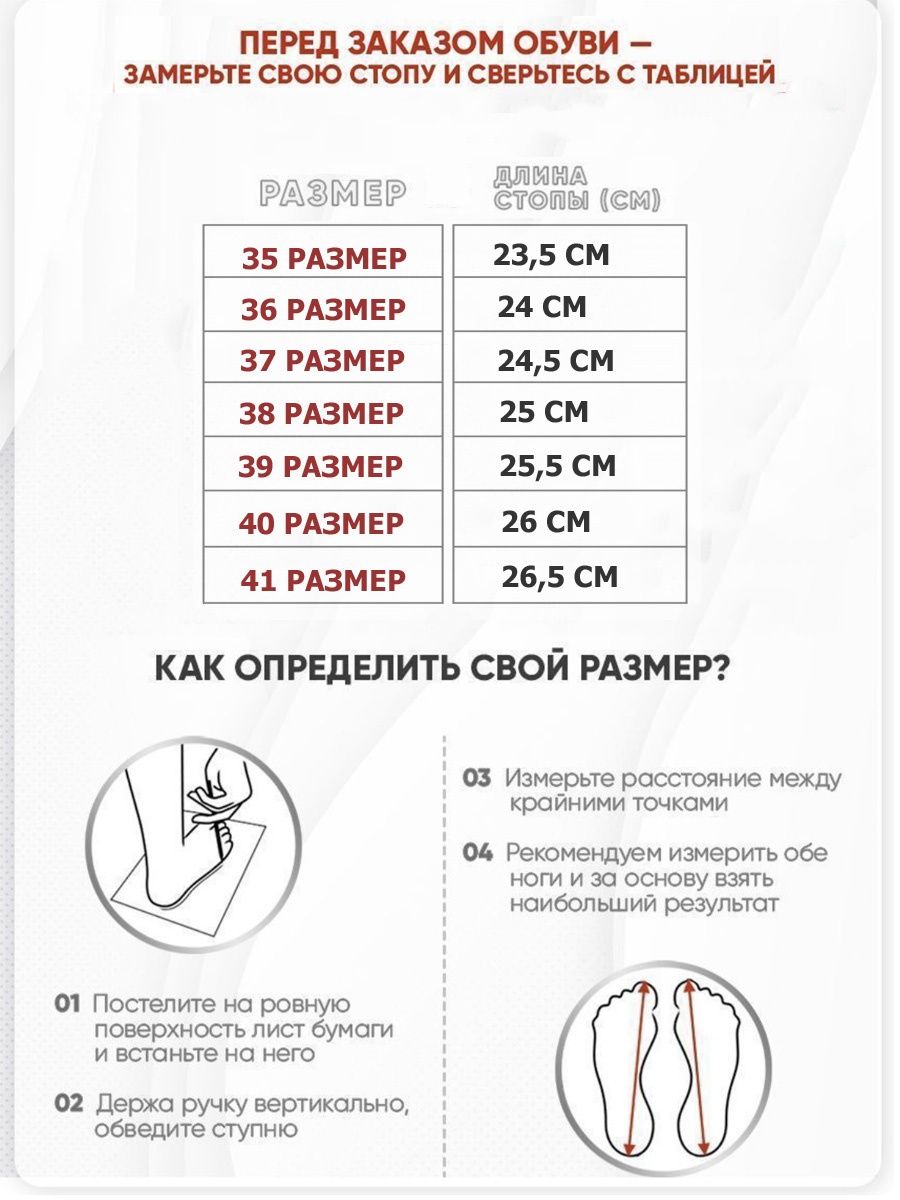 ПЕРЕД ЗАКАЗОМ ОБУВИ —
ЗАМЕРЬТЕ СВОЮ СТОПУ И СВЕРЬТЕСЬ С ТАБЛИЦЕЙ
РАЗМЕР ДЛИНА
СТОПЫ (СМ)
35 РАЗМЕР 23,5 СМ
36 РАЗМЕР 24 СМ
37 РАЗМЕР 24,5 СМ
38 РАЗМЕР 25 СМ
39 РАЗМЕР 25,5 СМ
40 РАЗМЕР 26 СМ
41 РАЗМЕР 26,5 СМ
КАК ОПРЕДЕЛИТЬ СВОЙ РАЗМЕР?
01 Постелите на ровную
поверхность лист бумаги
и встаньте на него
02 Держа ручку вертикально,
обведите ступню
03 Измерьте расстояние между
крайними точками
04 Рекомендуем измерить обе
ноги и за основу взять
наибольший результат